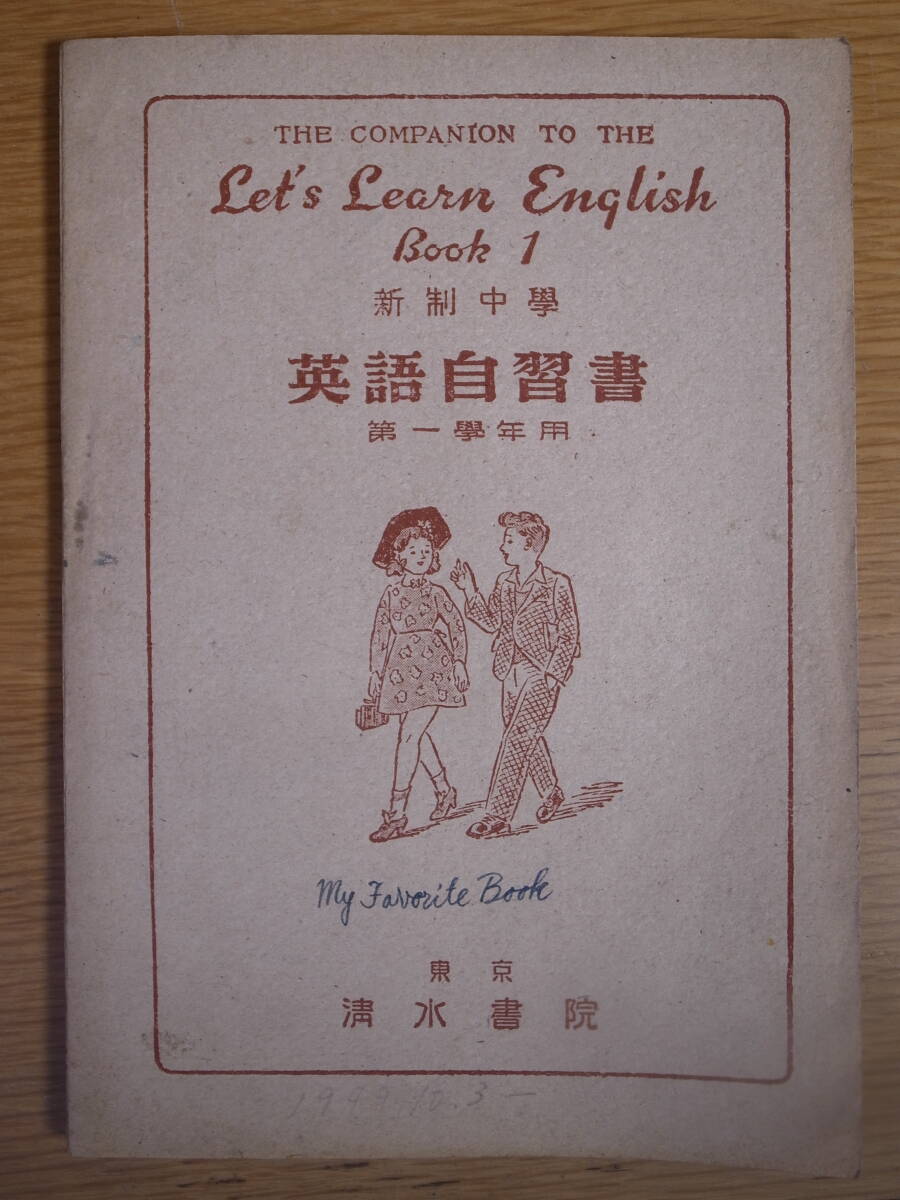 THE COMPANION TO THE
Let's Learn English
Book 1
新制中學
英語自習書
第一學年用
My Favorite Book
東京
清水書院